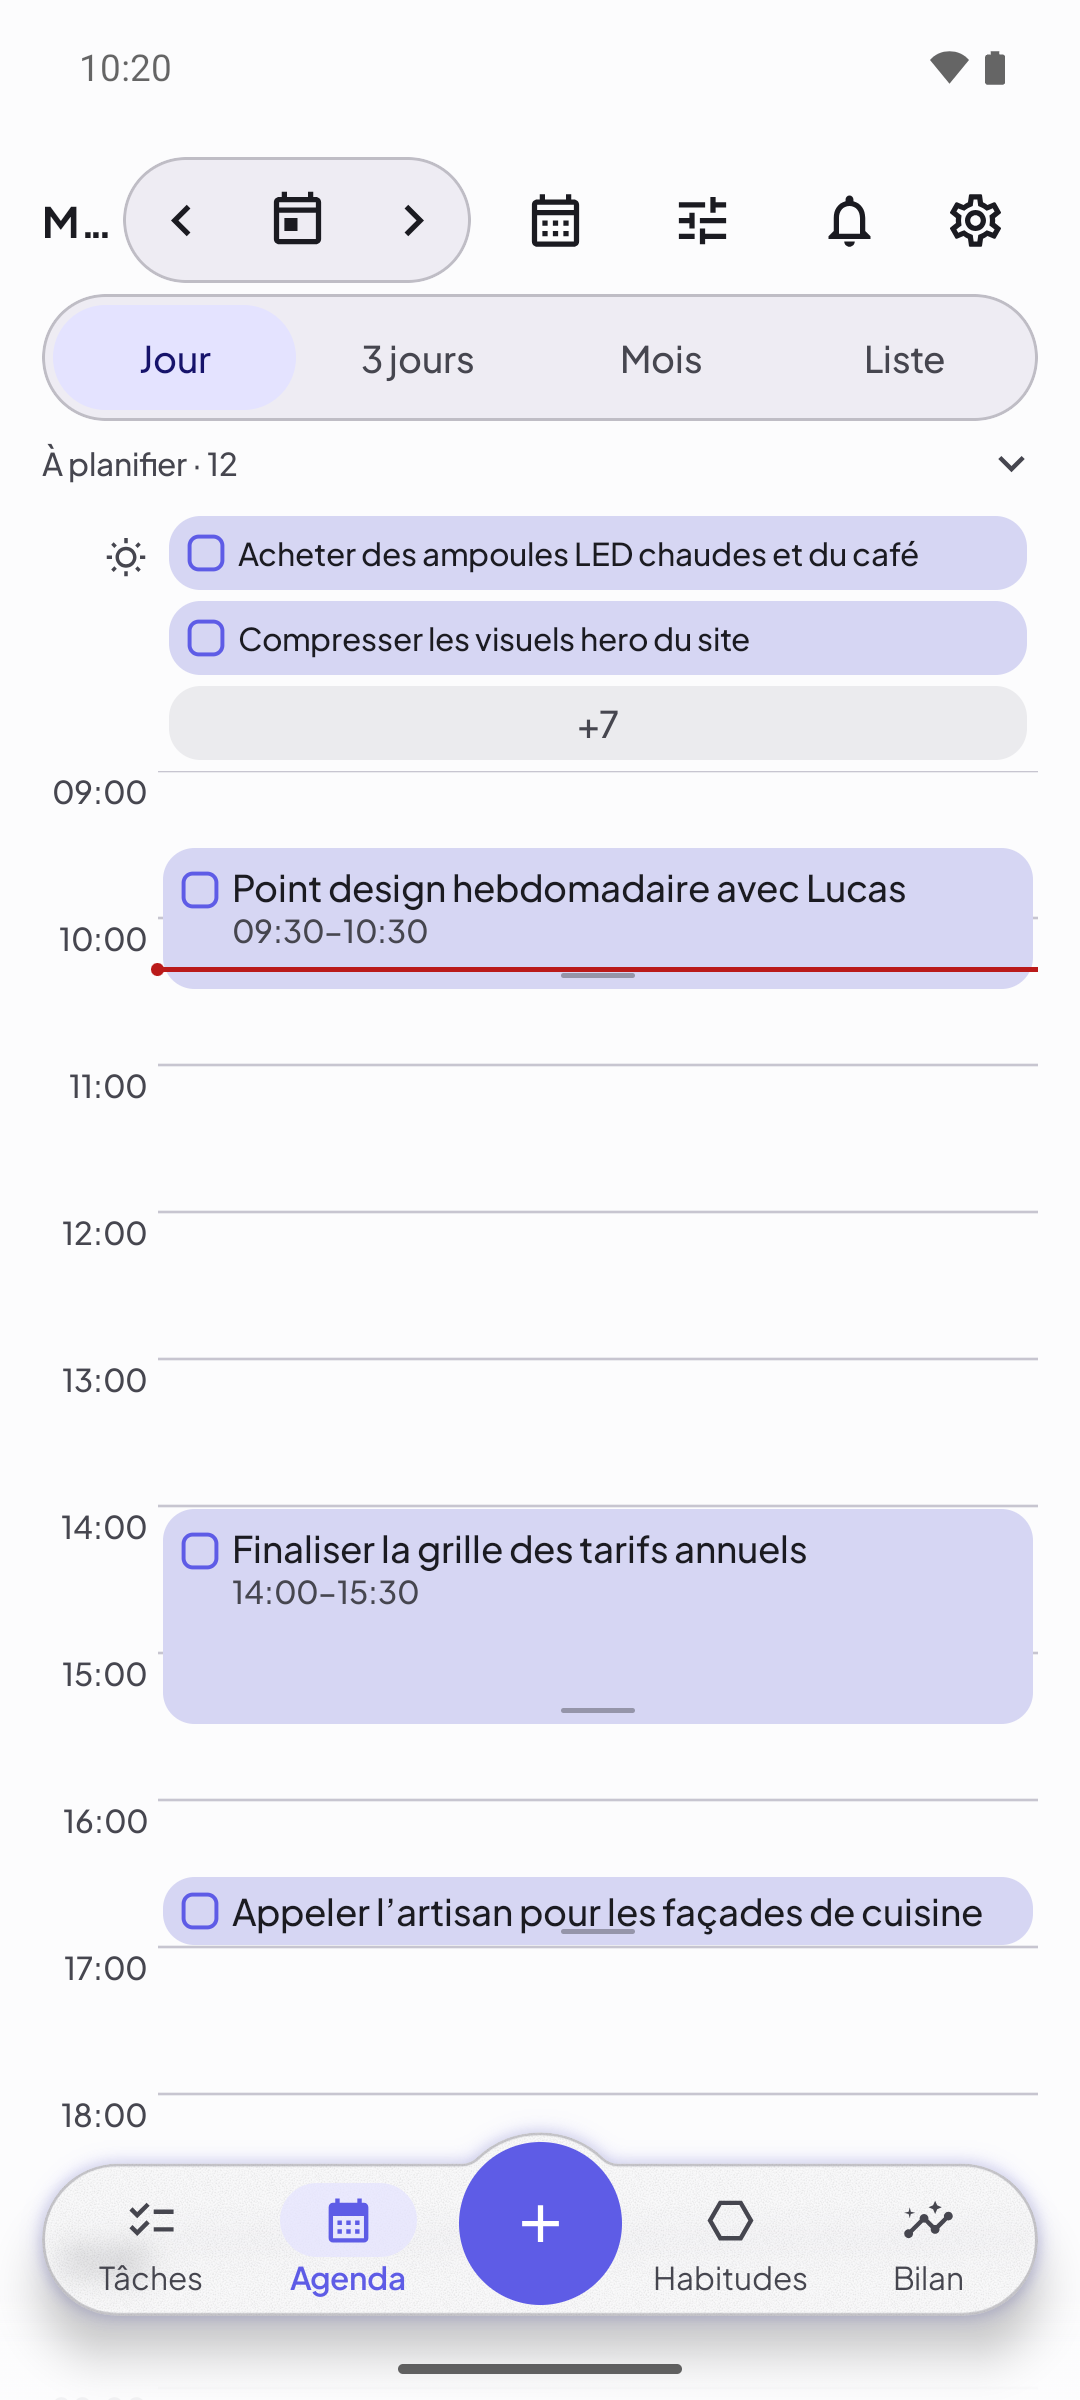 10:20
M...
Jour
3 jours
Mois
Liste
À planifier · 12
Acheter des ampoules LED chaudes et du café
Compresser les visuels hero du site
+7
09:00
Point design hebdomadaire avec Lucas
09:30–10:30
10:00
11:00
12:00
13:00
14:00
Finaliser la grille des tarifs annuels
14:00–15:30
15:00
16:00
Appeler l’artisan pour les façades de cuisine
17:00
18:00
Tâches
Agenda
Habitudes
Bilan